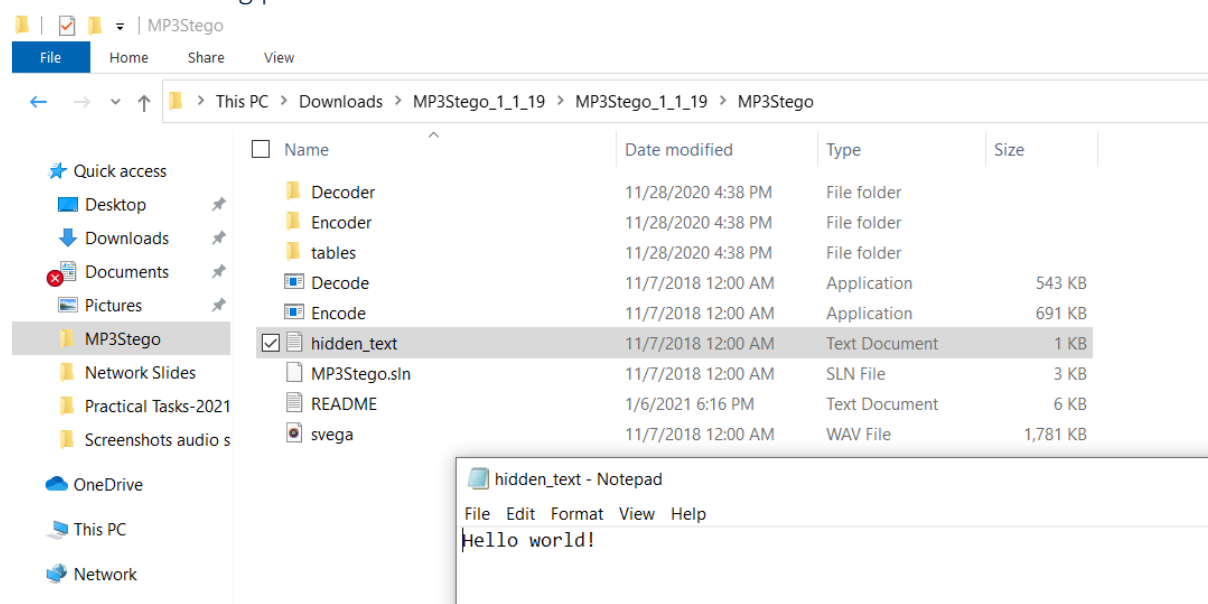 MP3Stego
File Home Share View
This PC > Downloads > MP3Stego_1_1_19 > MP3Stego_1_1_19 > MP3Stego
Name Date modified Type Size
Quick access
Desktop
Downloads
Documents
Pictures
MP3Stego
Network Slides
Practical Tasks-2021
Screenshots audio s
OneDrive
This PC
Network
Decoder 11/28/2020 4:38 PM File folder
Encoder 11/28/2020 4:38 PM File folder
tables 11/28/2020 4:38 PM File folder
Decode 11/7/2018 12:00 AM Application 543 KB
Encode 11/7/2018 12:00 AM Application 691 KB
hidden_text 11/7/2018 12:00 AM Text Document 1 KB
MP3Stego.sln 11/7/2018 12:00 AM SLN File 3 KB
README 1/6/2021 6:16 PM Text Document 6 KB
svega 11/7/2018 12:00 AM WAV File 1,781 KB
hidden_text - Notepad
File Edit Format View Help
Hello world!